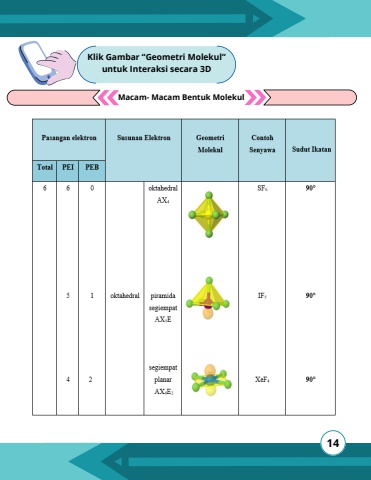 Klik Gambar “Geometri Molekul”
untuk Interaksi secara 3D
Macam- Macam Bentuk Molekul
Pasangan elektron Susunan Elektron Geometri Molekul Contoh Senyawa Sudut Ikatan
Total PEI PEB
6 6 0 oktahedral SF₆ 90°
AX₆
5 1 oktahedral piramida IF₅ 90°
segiempat
AX₅E
segiempat
4 2 planar XeF₄ 90°
AX₄E₂
14